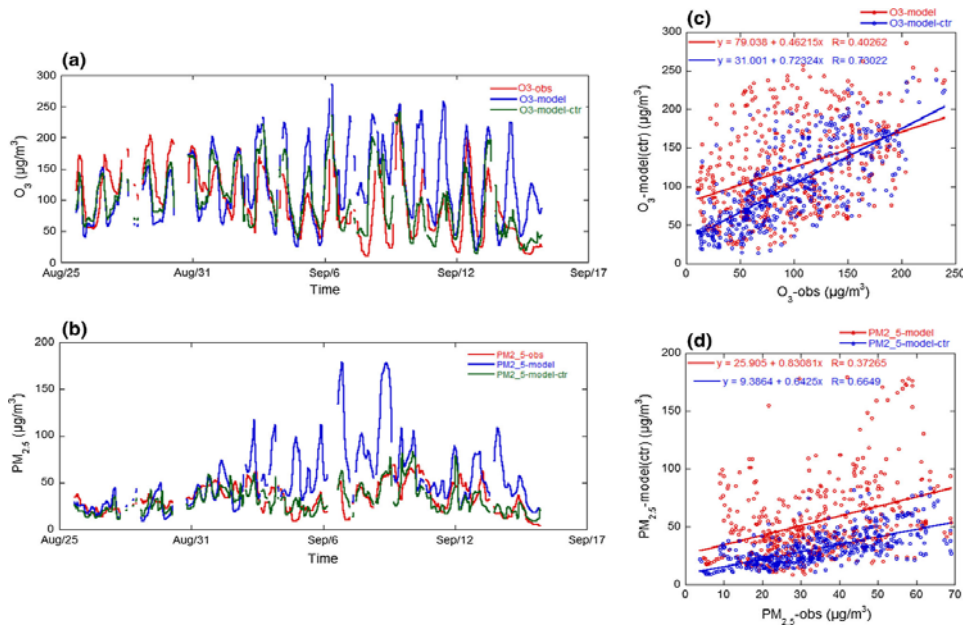 (a)
300
250
200
150
100
50
0
O₃ (μg/m³)
O3-obs
O3-model
O3-model-ctr
Aug/25
Aug/31
Sep/6
Sep/12
Sep/17
Time
(b)
200
150
100
50
0
PM₂.₅ (μg/m³)
PM2_5-obs
PM2_5-model
PM2_5-model-ctr
Aug/25
Aug/31
Sep/6
Sep/12
Sep/17
Time
(c)
O3-model
O3-model-ctr
y = 79.038 + 0.46215x R= 0.40262
y = 31.001 + 0.72324x R= 0.73022
300
250
200
150
100
50
0
O₃-model(ctr) (μg/m³)
0 50 100 150 200 250
O₃-obs (μg/m³)
(d)
PM2_5-model
PM2_5-model-ctr
y = 25.905 + 0.83081x R= 0.37265
y = 9.3864 + 0.6425x R= 0.6649
200
150
100
50
0
PM₂.₅-model(ctr) (μg/m³)
0 10 20 30 40 50 60 70
PM₂.₅-obs (μg/m³)